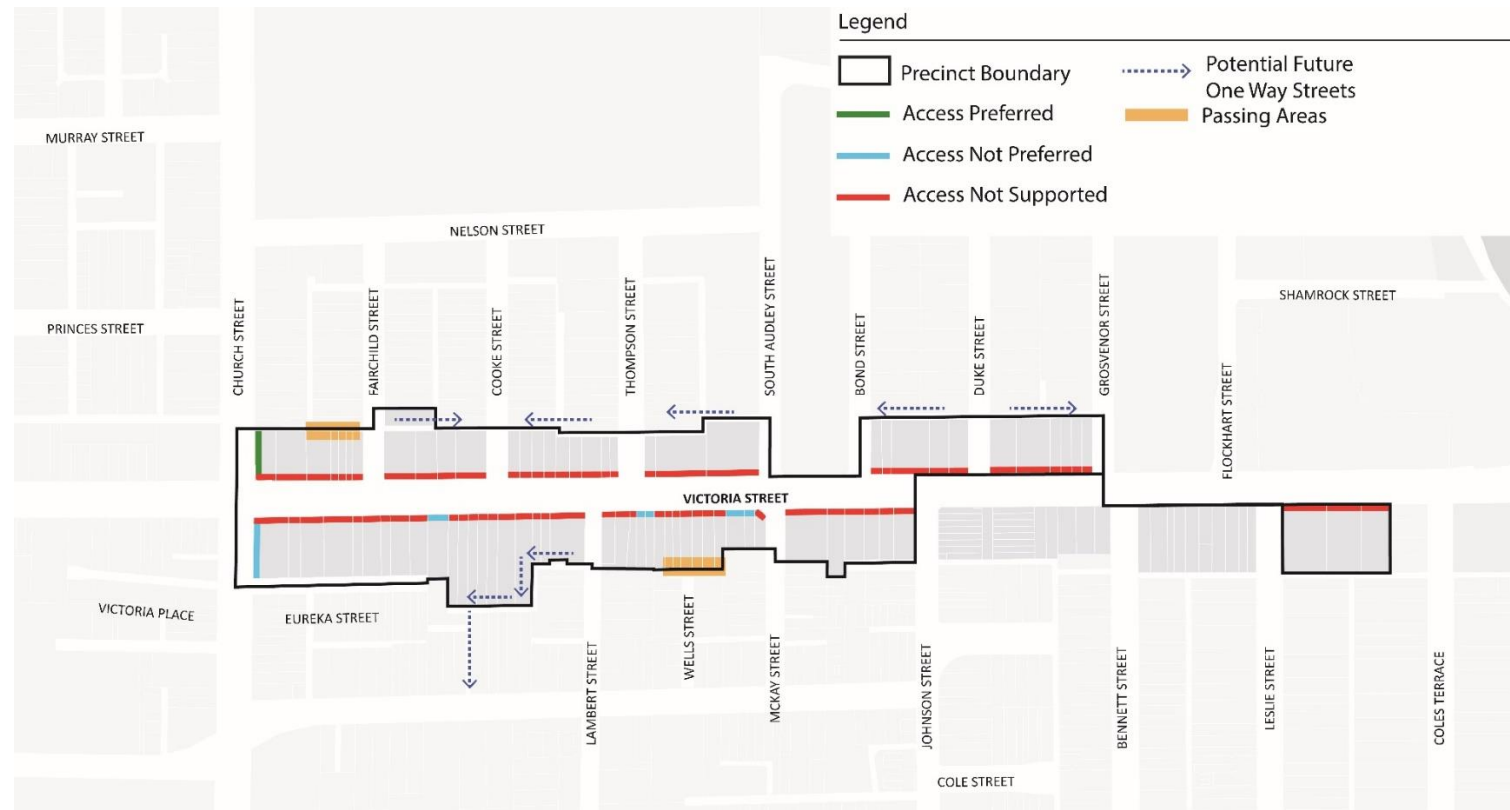 Legend
Precinct Boundary
Access Preferred
Access Not Preferred
Access Not Supported
Potential Future
One Way Streets
Passing Areas
MURRAY STREET
NELSON STREET
PRINCES STREET
CHURCH STREET
FAIRCHILD STREET
COOKE STREET
THOMPSON STREET
SOUTH AUDLEY STREET
BOND STREET
DUKE STREET
GROSVENOR STREET
FLOCKHART STREET
SHAMROCK STREET
VICTORIA STREET
VICTORIA PLACE
EUREKA STREET
LAMBERT STREET
WELLS STREET
MCKAY STREET
JOHNSON STREET
BENNETT STREET
LESLIE STREET
COLES TERRACE
COLE STREET